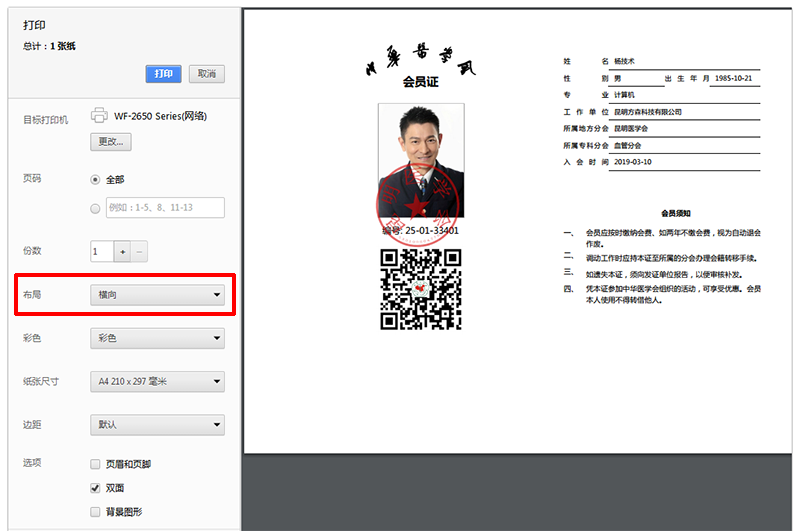 打印
总计：1 张纸
打印
取消
目标打印机
WF-2650 Series(网络)
更改...
页码
全部
例如：1-5、8、11-13
份数
1
+
−
布局
横向
彩色
彩色
纸张尺寸
A4 210 x 297 毫米
边距
默认
选项
页眉和页脚
双面
背景图形
会员证
编号: 25-01-33401
姓 名 杨技术
性 别 男 出 生 年 月 1985-10-21
专 业 计算机
工 作 单 位 昆明方森科技有限公司
所属地方分会 昆明医学会
所属专科分会 血管分会
入 会 时 间 2019-03-10
会员须知
一、 会员应按时缴纳会费、如两年不缴会费，视为自动退会
作废。
二、 调动工作时应持本证至所属的分会办理会籍转移手续。
三、 如遗失本证，须向发证单位报告，以便审核补发。
四、 凭本证参加中华医学会组织的活动，可享受优惠。会员
本人使用不得转借他人。